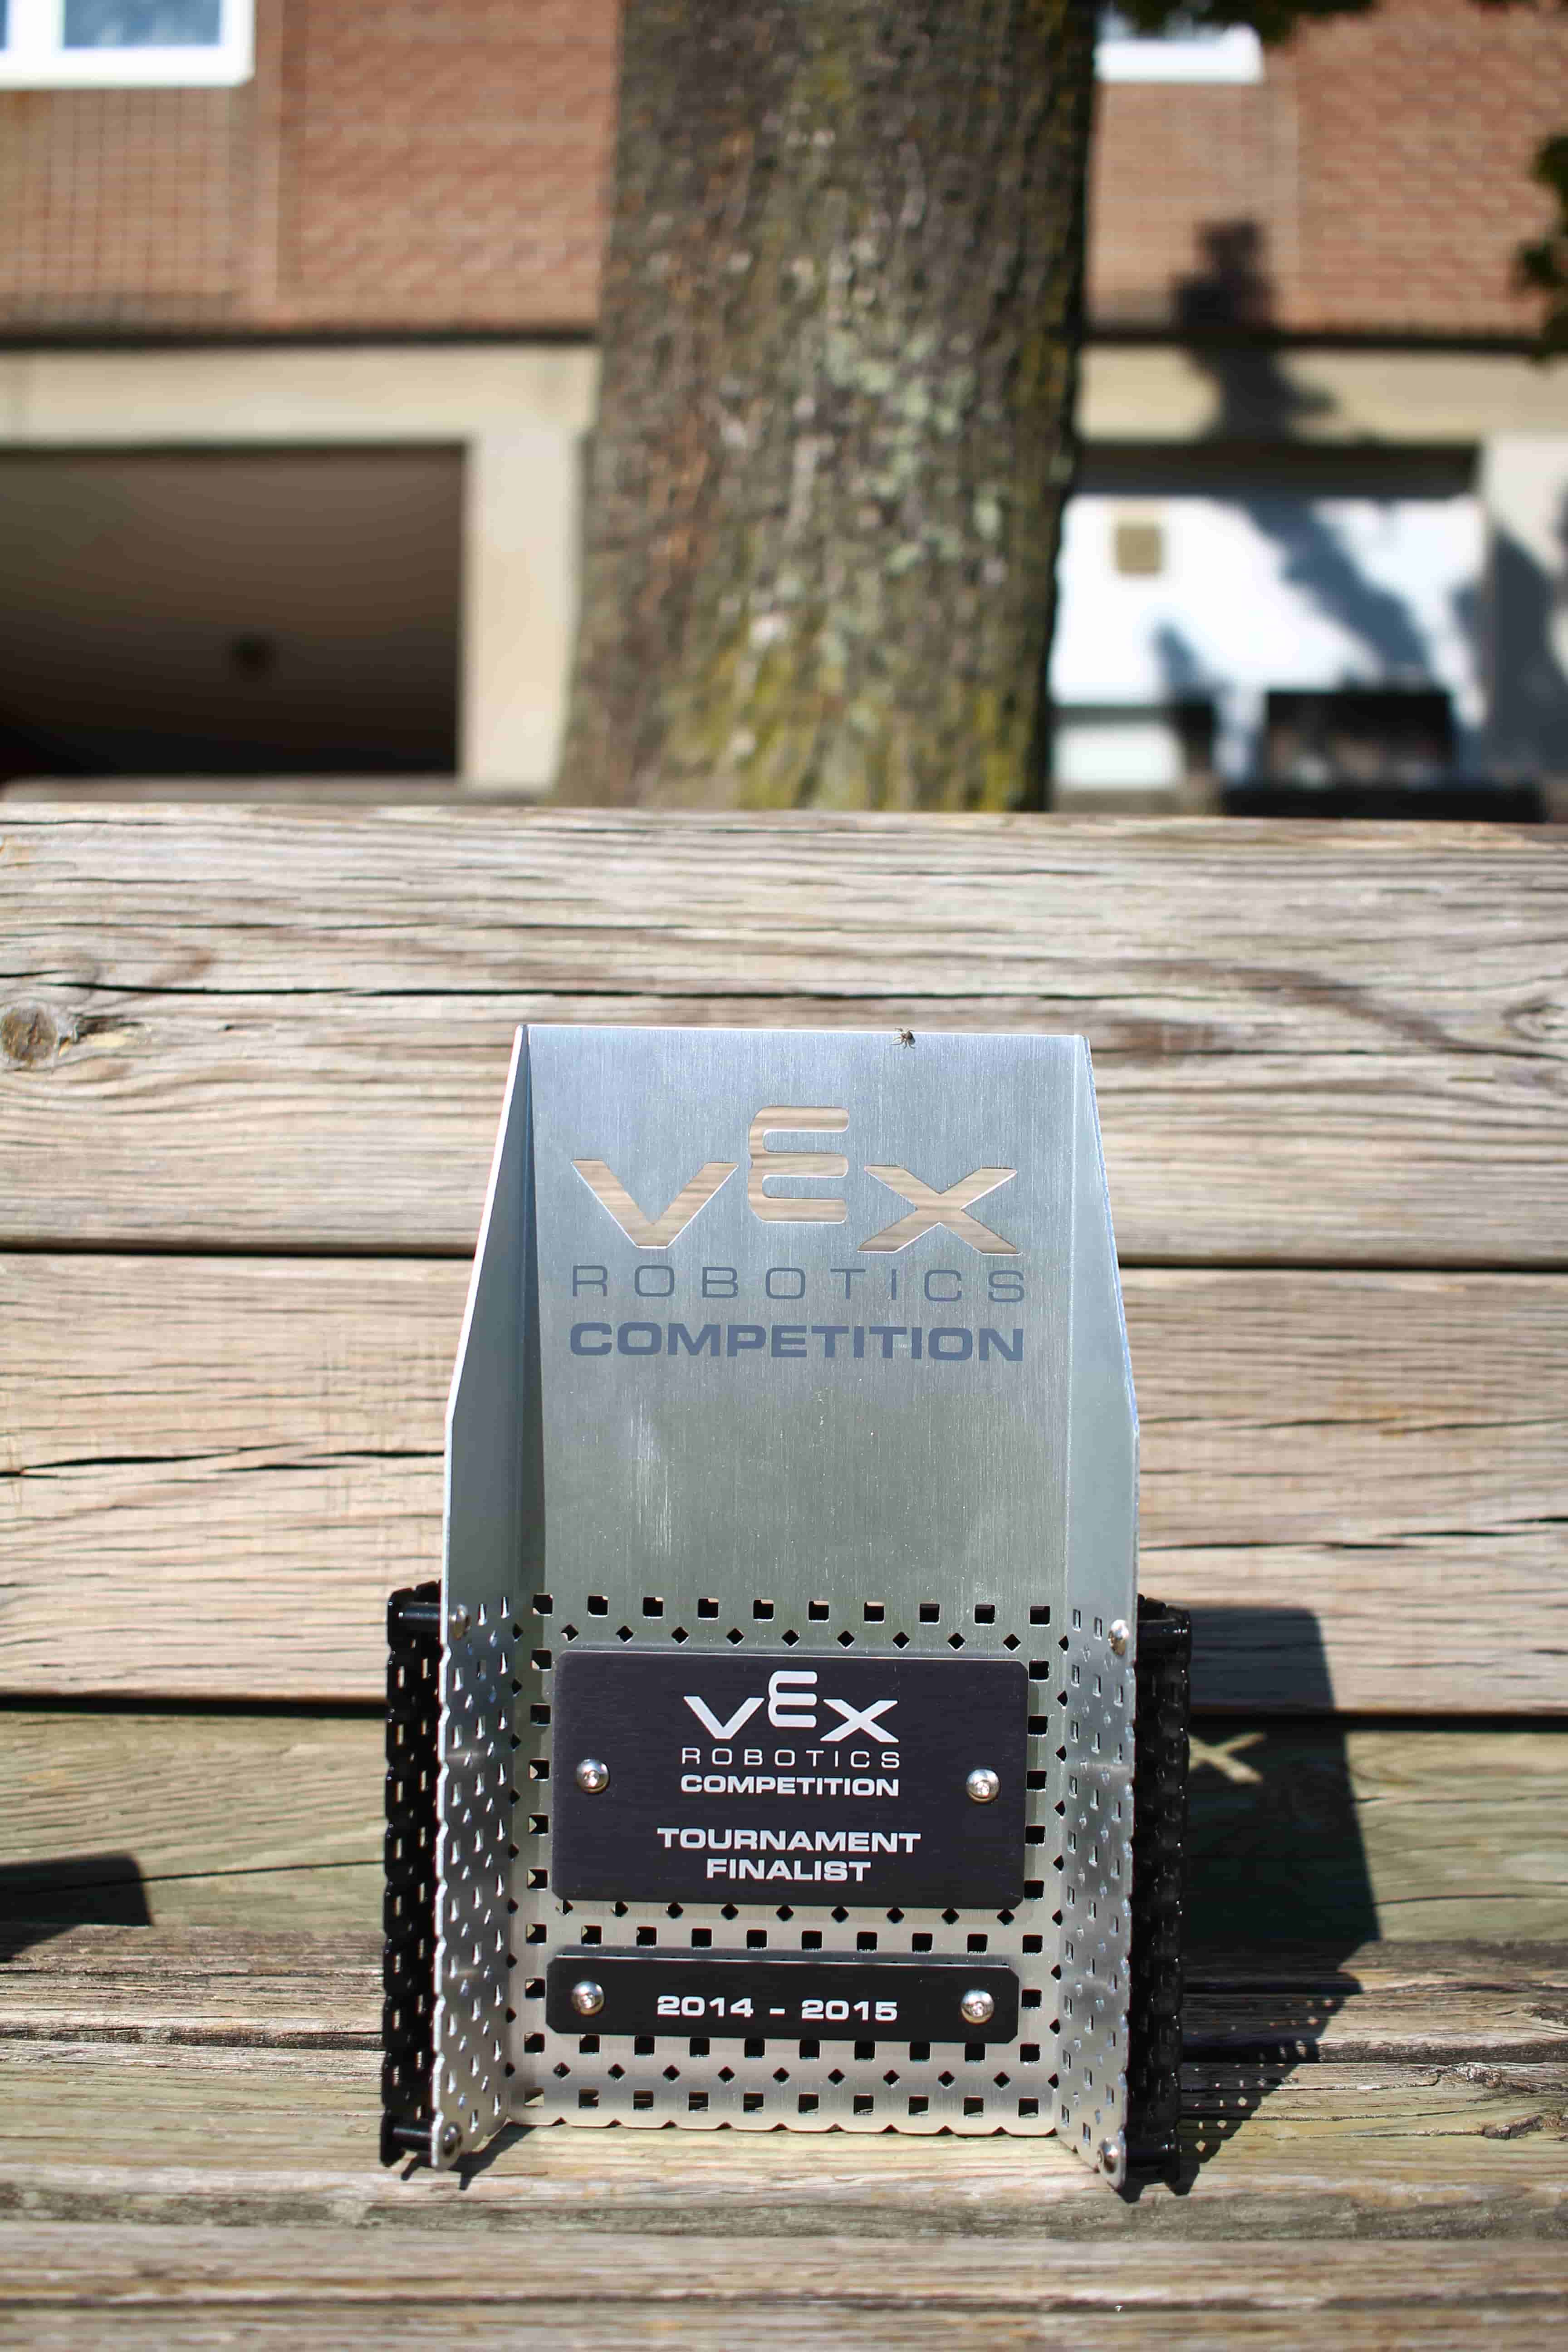 VEX
ROBOTICS
COMPETITION
VEX
ROBOTICS
COMPETITION
TOURNAMENT
FINALIST
2014 - 2015